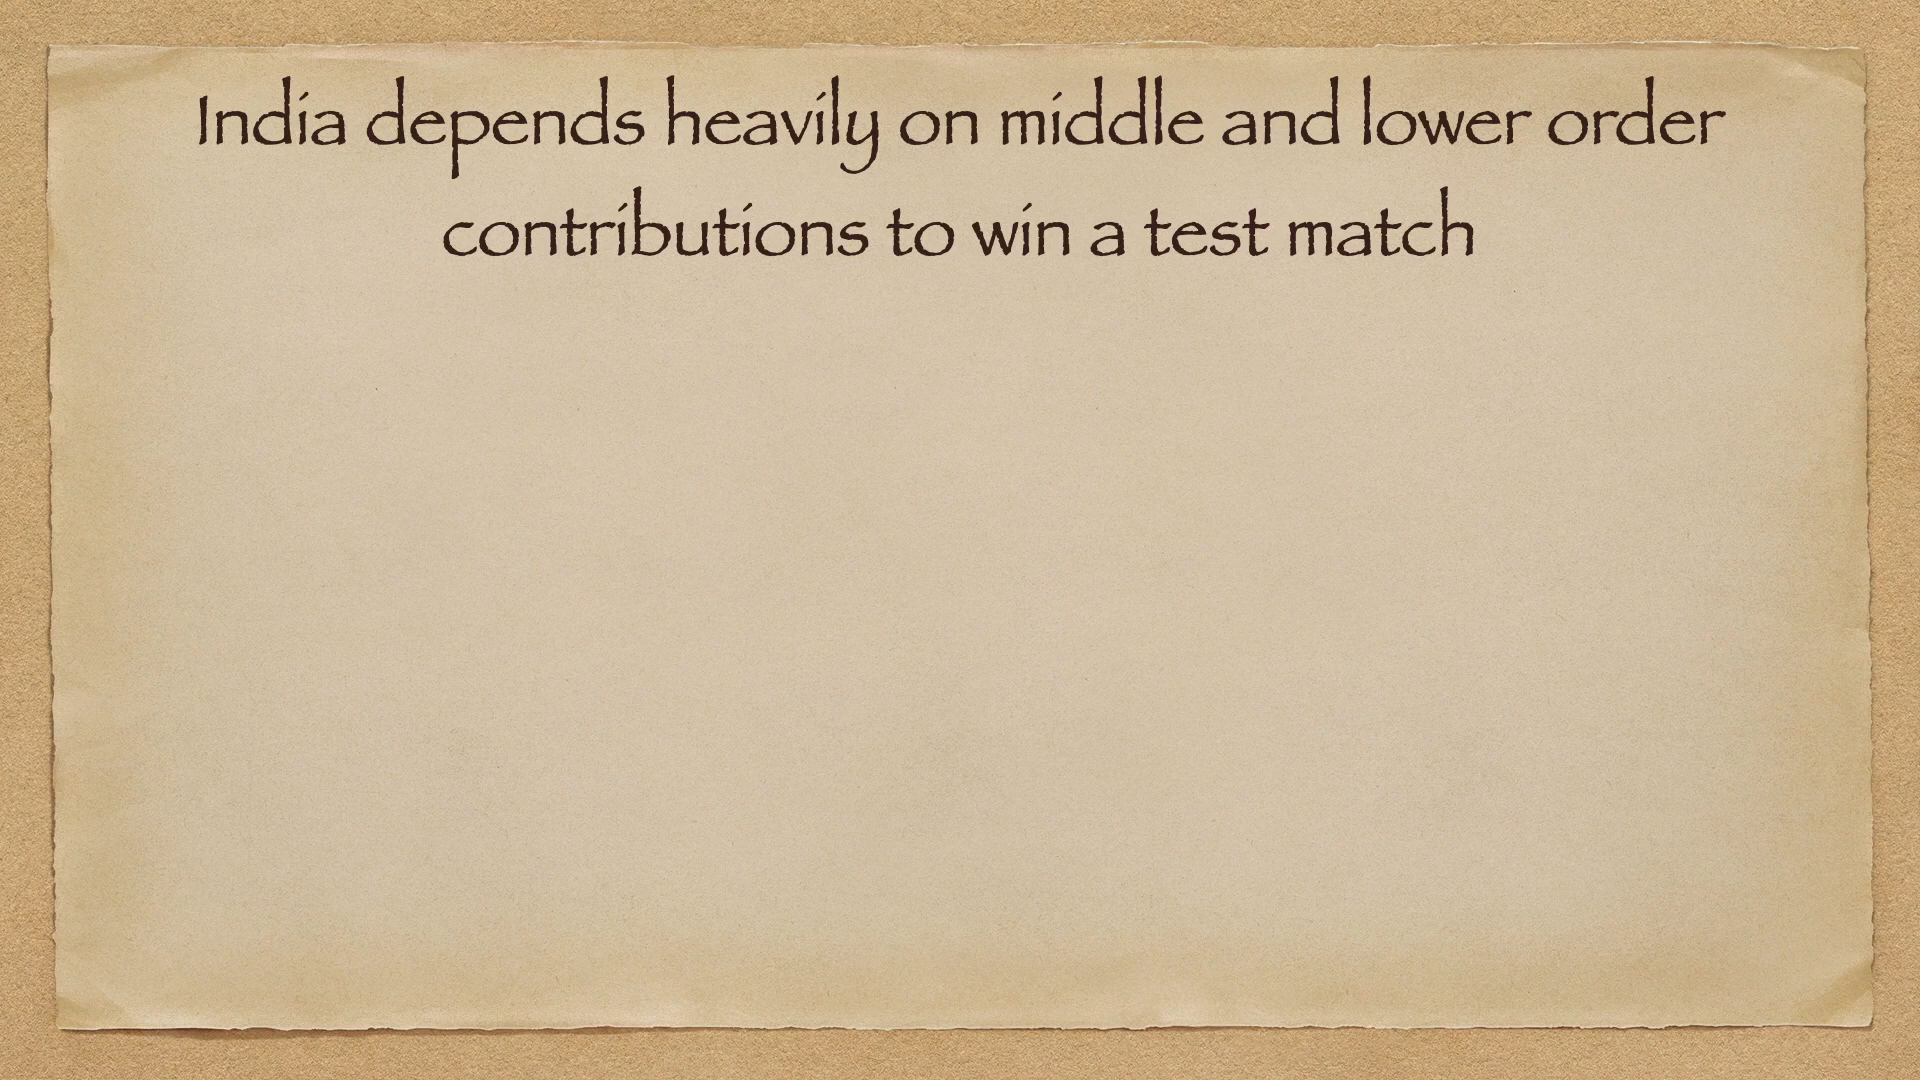 India depends heavily on middle and lower order
contributions to win a test match